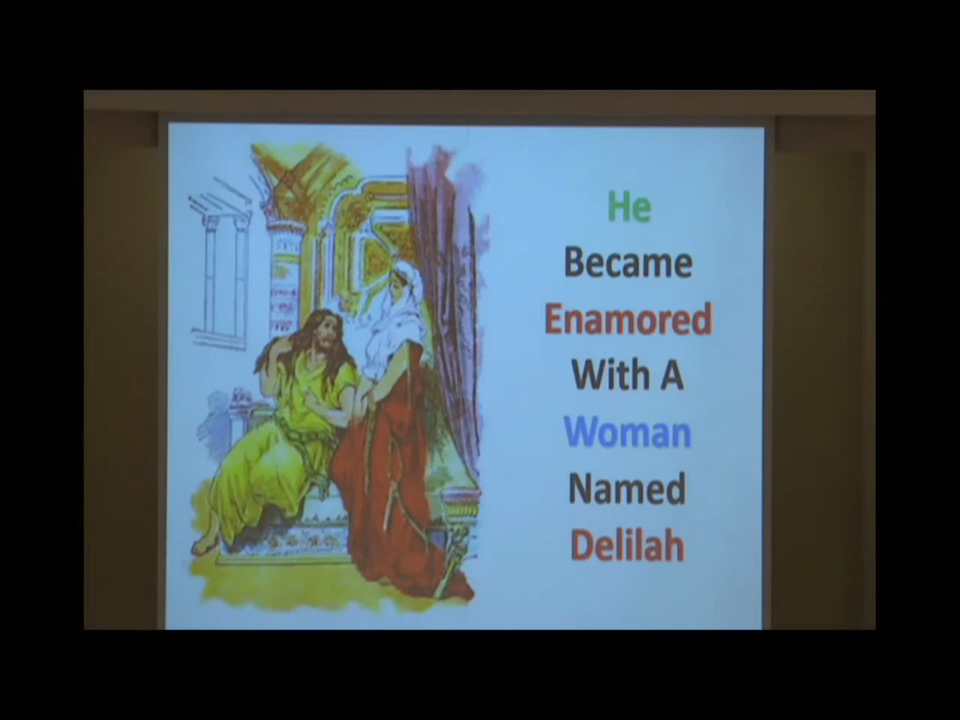 He
Became
Enamored
With A
Woman
Named
Delilah